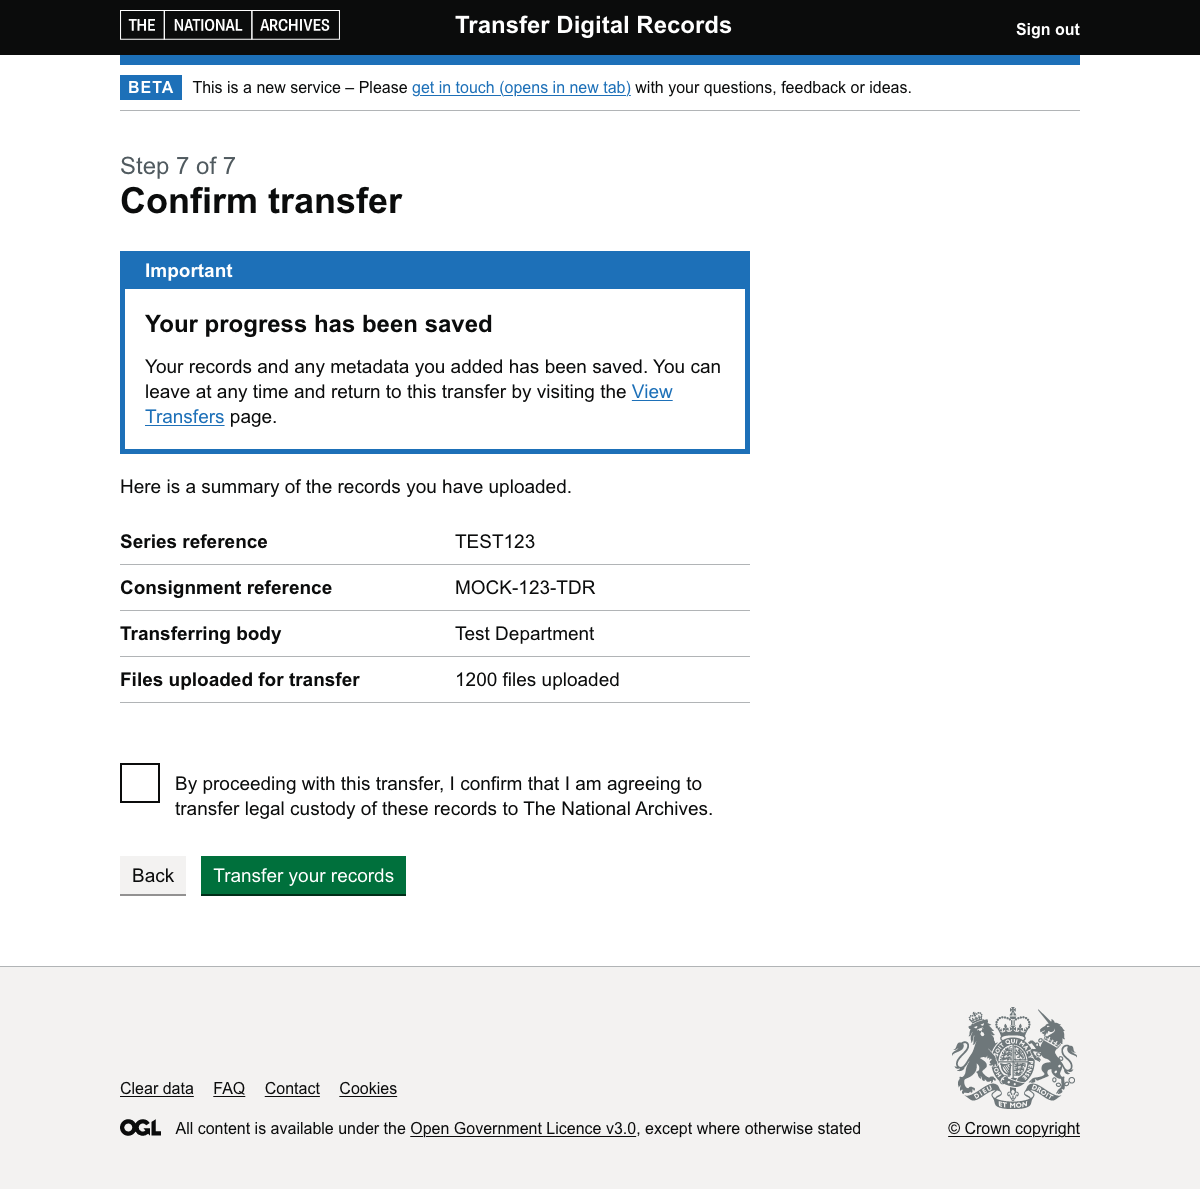 THE NATIONAL ARCHIVES
Transfer Digital Records
Sign out
BETA This is a new service – Please get in touch (opens in new tab) with your questions, feedback or ideas.
Step 7 of 7
Confirm transfer
Important
Your progress has been saved
Your records and any metadata you added has been saved. You can
leave at any time and return to this transfer by visiting the View
Transfers page.
Here is a summary of the records you have uploaded.
Series reference TEST123
Consignment reference MOCK-123-TDR
Transferring body Test Department
Files uploaded for transfer 1200 files uploaded
By proceeding with this transfer, I confirm that I am agreeing to
transfer legal custody of these records to The National Archives.
Back Transfer your records
DIEU ET MON DROIT
Clear data FAQ Contact Cookies
OGL All content is available under the Open Government Licence v3.0, except where otherwise stated
© Crown copyright